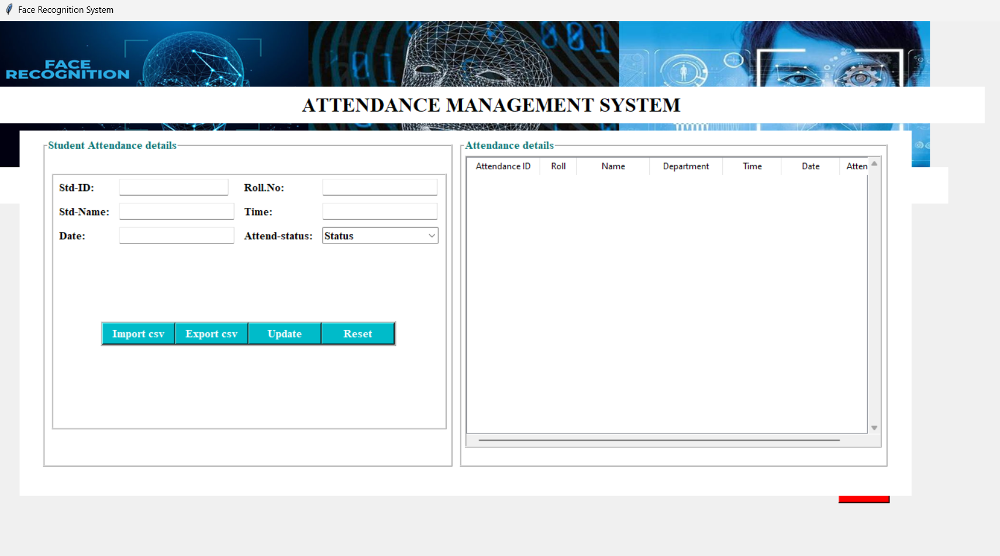 Face Recognition System
FACE
RECOGNITION
ATTENDANCE MANAGEMENT SYSTEM
Student Attendance details
Std-ID:
Roll.No:
Std-Name:
Time:
Date:
Attend-status:
Status
Import csv
Export csv
Update
Reset
Attendance details
Attendance ID
Roll
Name
Department
Time
Date
Atten